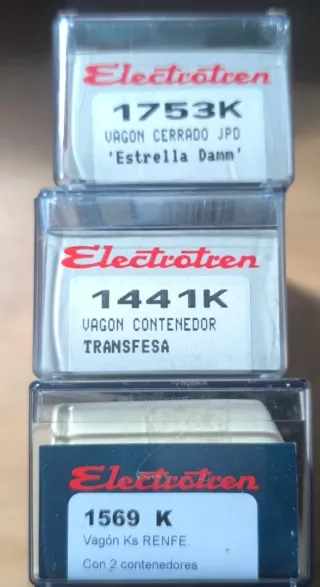 Electrotren
1753K
VAGON CERRADO JPD
'Estrella Damm'
Electrotren
1441K
VAGON CONTENEDOR
TRANSFESA
Electrotren
1569 K
Vagón Ks RENFE
Con 2 contenedores